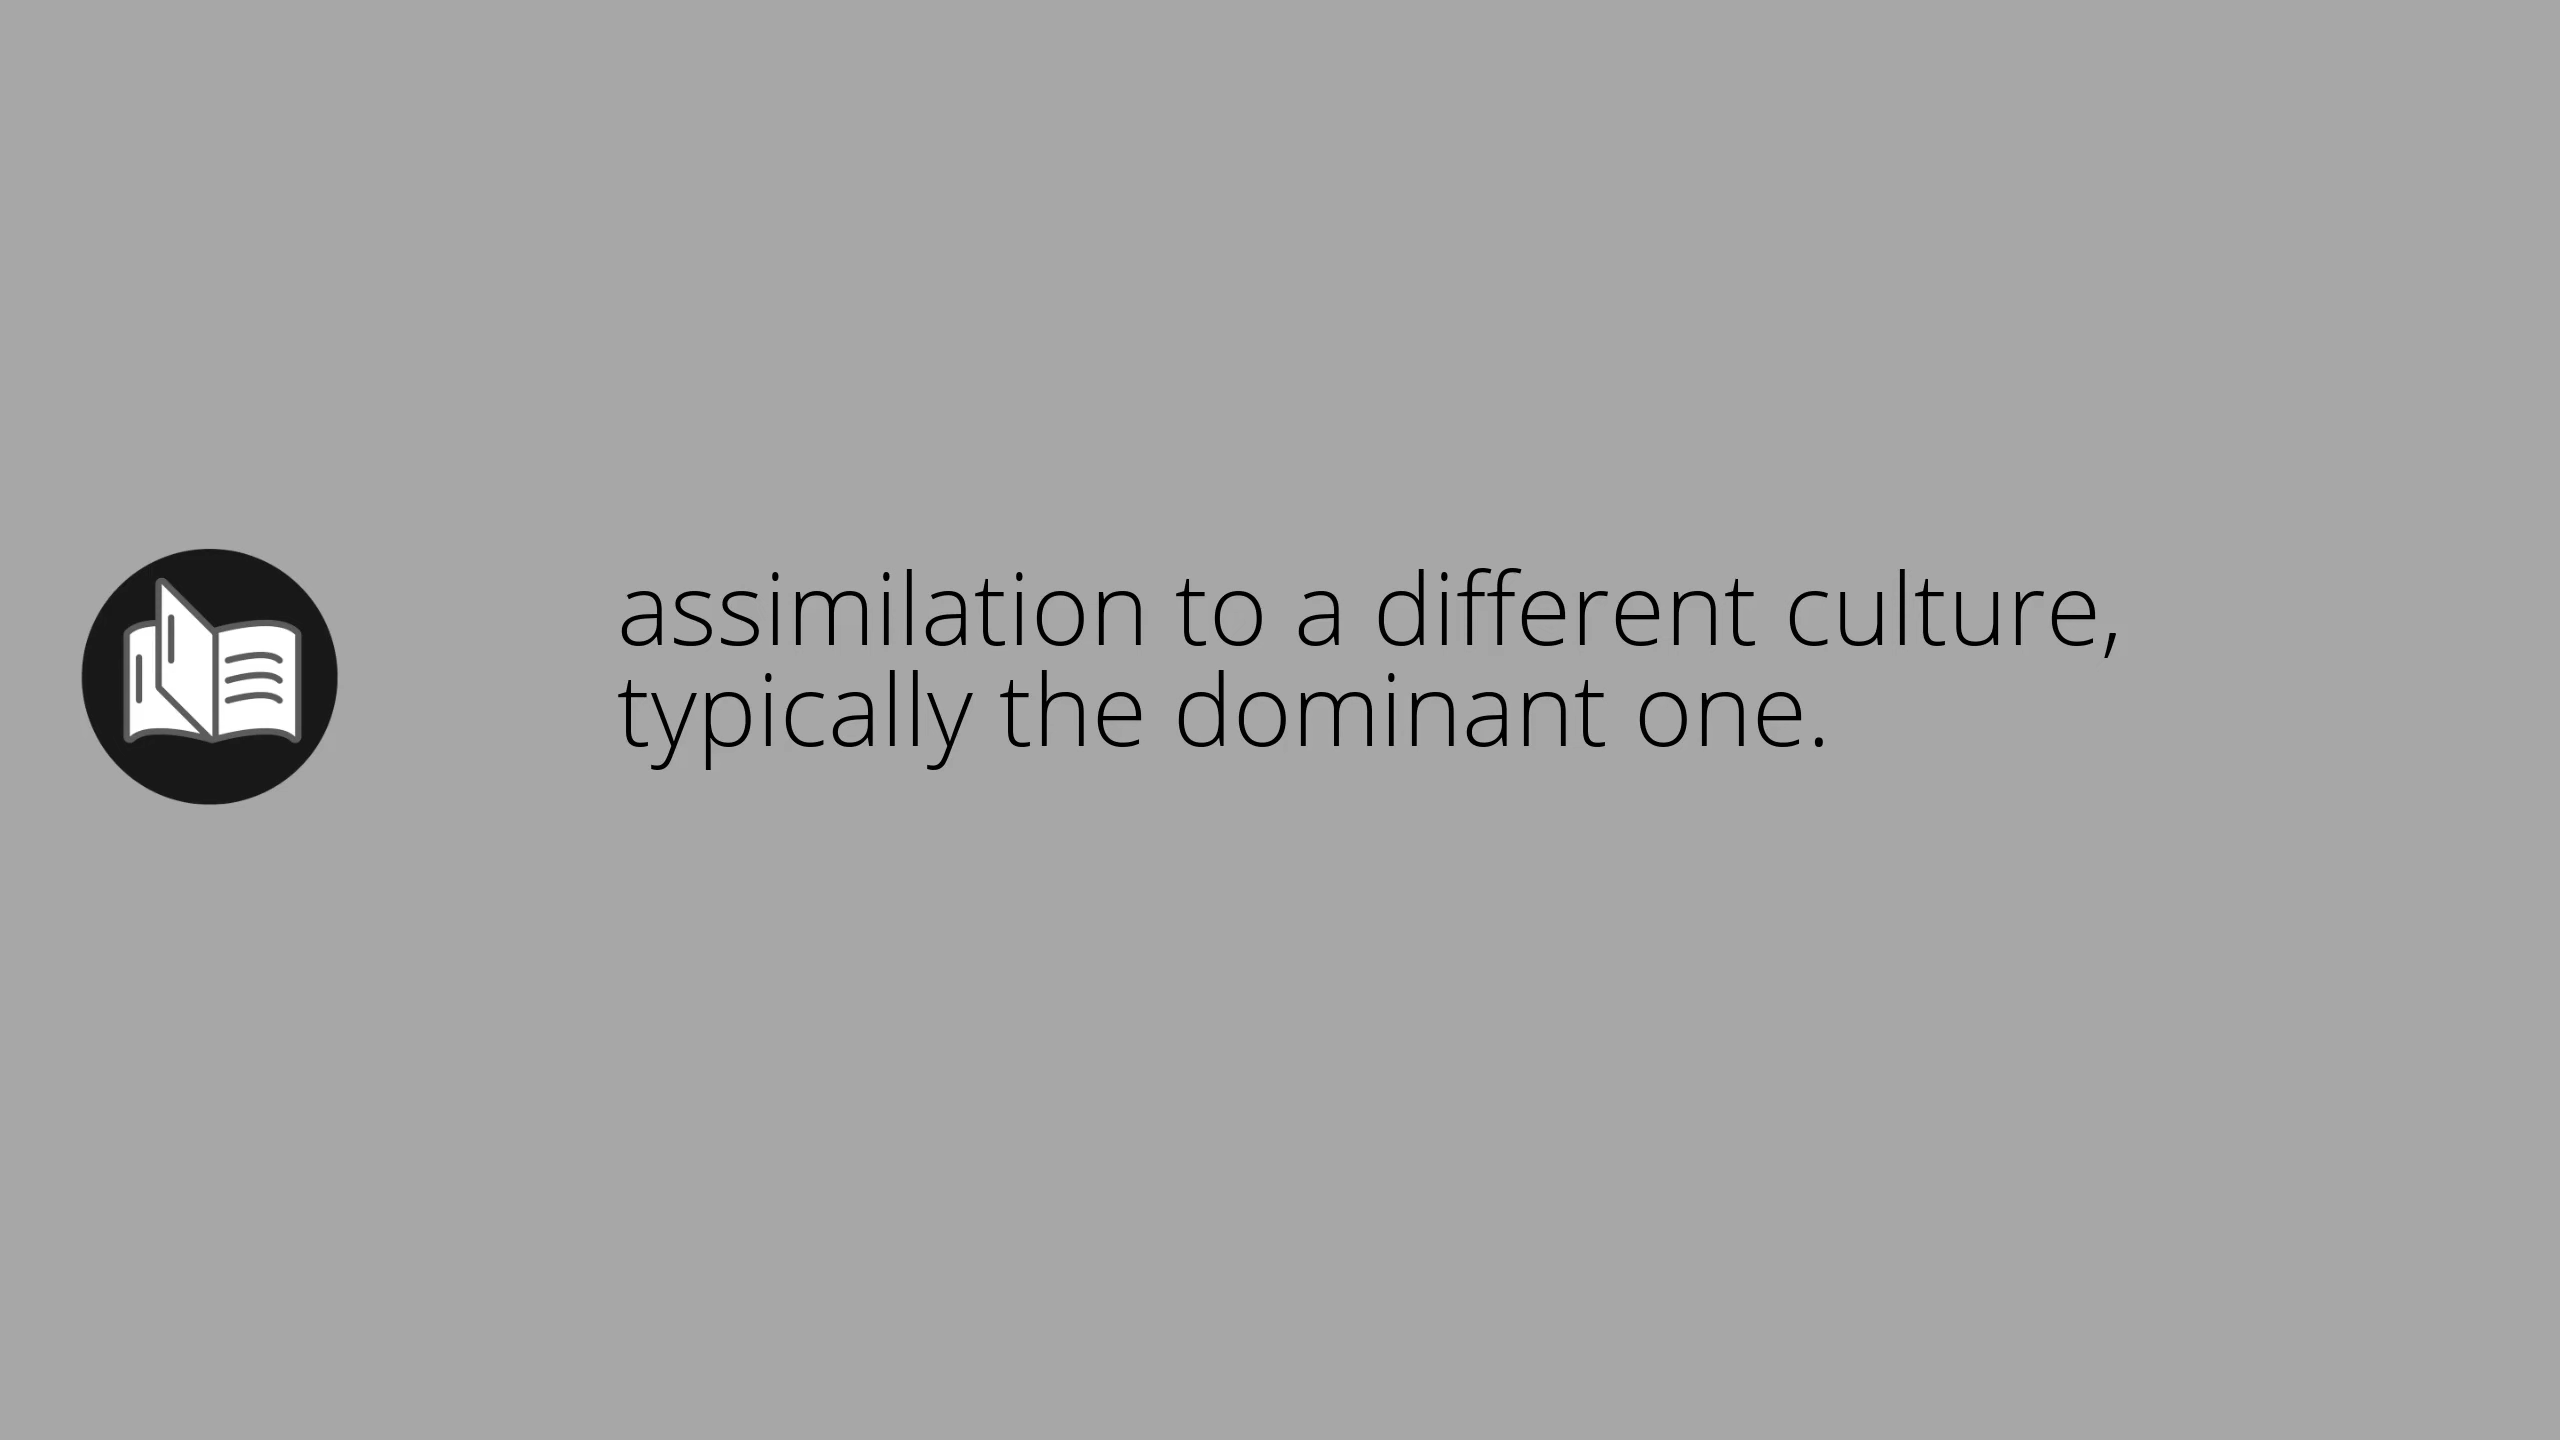 assimilation to a different culture,
typically the dominant one.